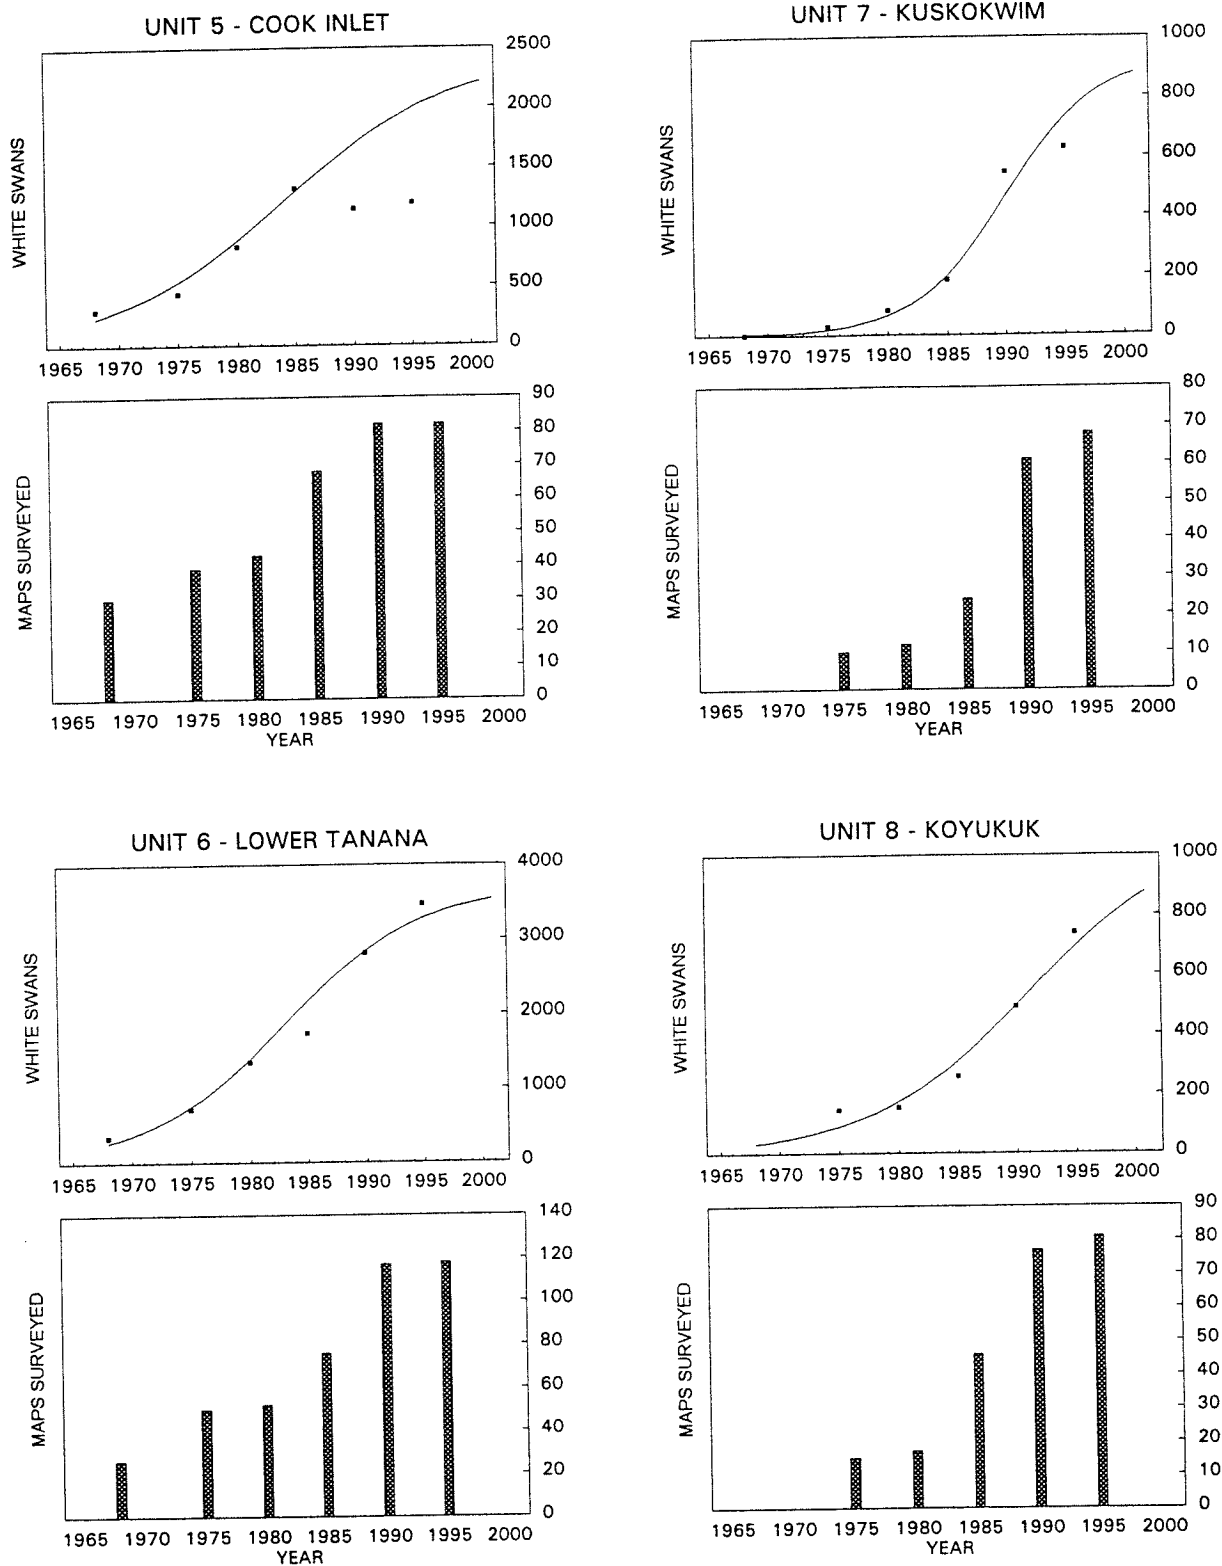 UNIT 5 - COOK INLET
2500
2000
1500
1000
500
0
WHITE SWANS
1965 1970 1975 1980 1985 1990 1995 2000
90
80
70
60
50
40
30
20
10
0
MAPS SURVEYED
1965 1970 1975 1980 1985 1990 1995 2000
YEAR
UNIT 7 - KUSKOKWIM
1000
800
600
400
200
0
WHITE SWANS
1965 1970 1975 1980 1985 1990 1995 2000
80
70
60
50
40
30
20
10
0
MAPS SURVEYED
1965 1970 1975 1980 1985 1990 1995 2000
YEAR
UNIT 6 - LOWER TANANA
4000
3000
2000
1000
0
WHITE SWANS
1965 1970 1975 1980 1985 1990 1995 2000
140
120
100
80
60
40
20
0
MAPS SURVEYED
1965 1970 1975 1980 1985 1990 1995 2000
YEAR
UNIT 8 - KOYUKUK
1000
800
600
400
200
0
WHITE SWANS
1965 1970 1975 1980 1985 1990 1995 2000
90
80
70
60
50
40
30
20
10
0
MAPS SURVEYED
1965 1970 1975 1980 1985 1990 1995 2000
YEAR